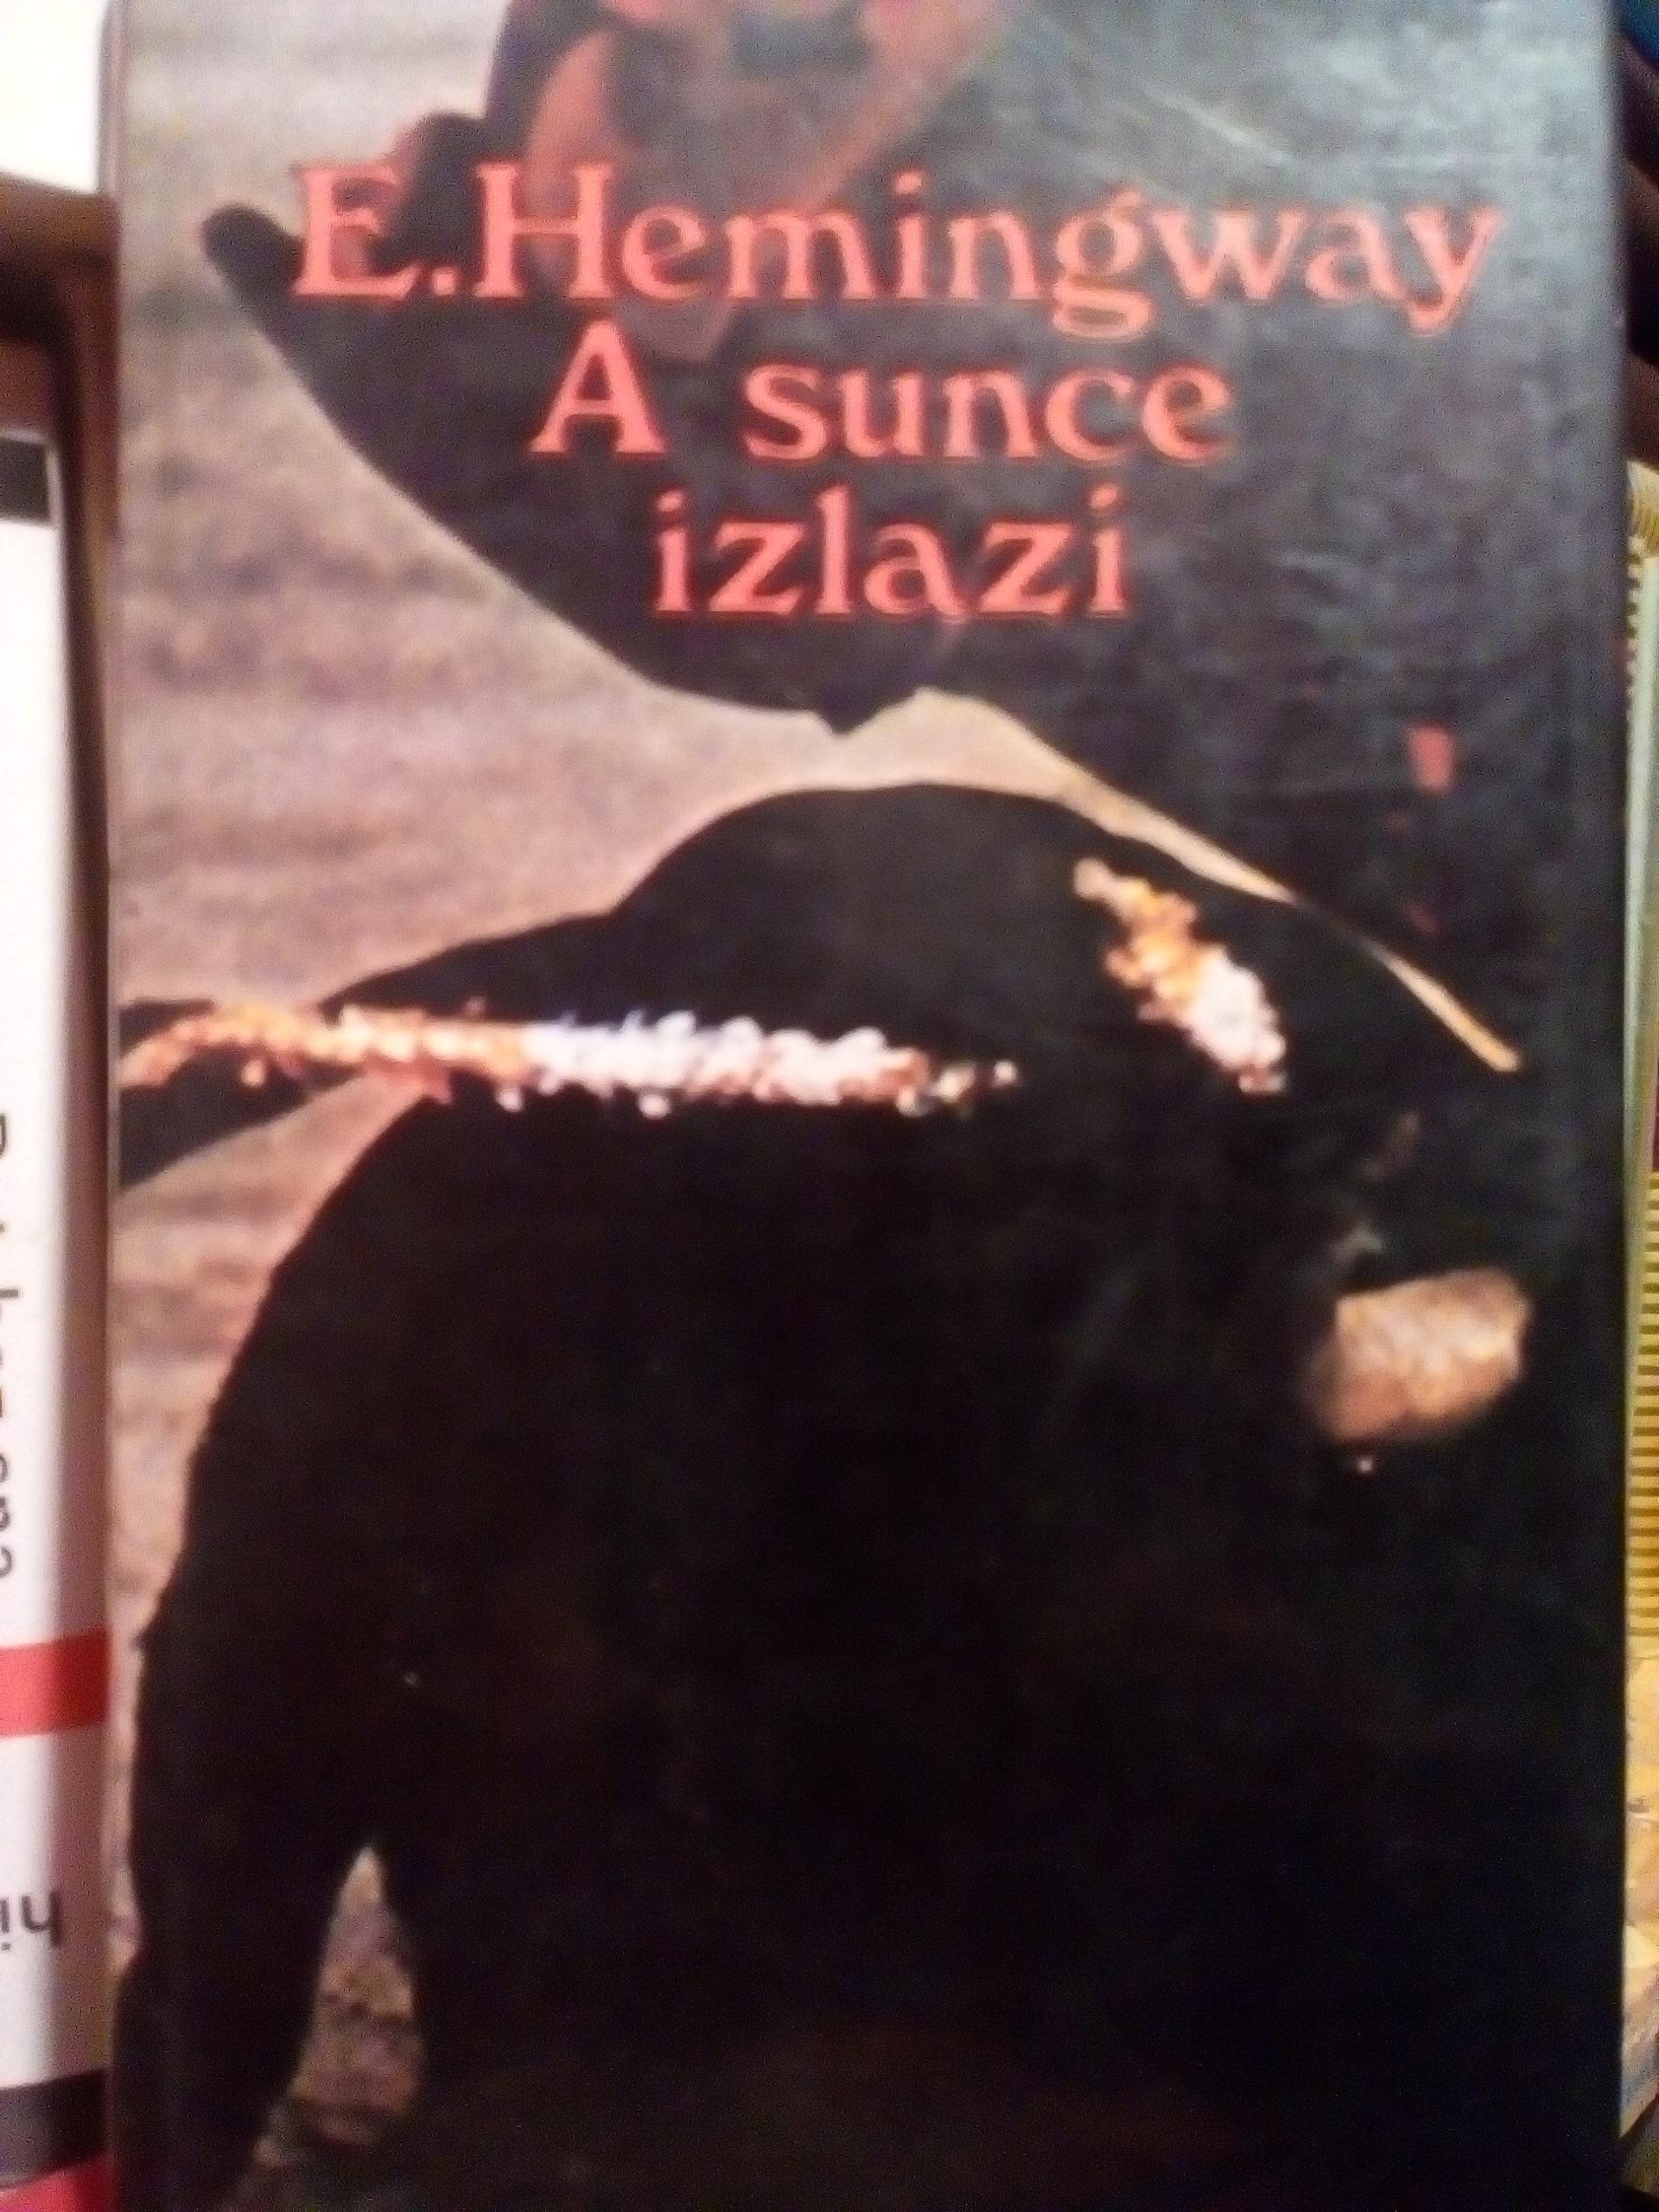 E.Hemingway
A sunce
izlazi